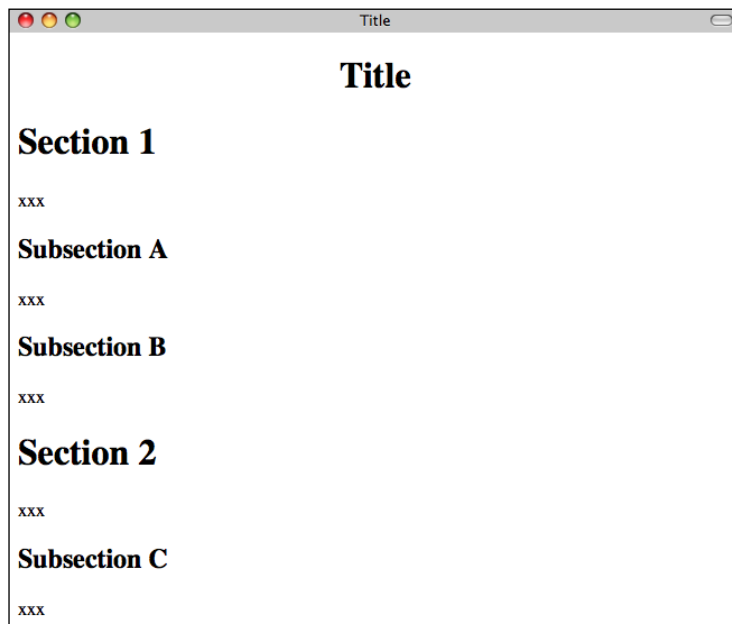 Title
Title
Section 1
xxx
Subsection A
xxx
Subsection B
xxx
Section 2
xxx
Subsection C
xxx